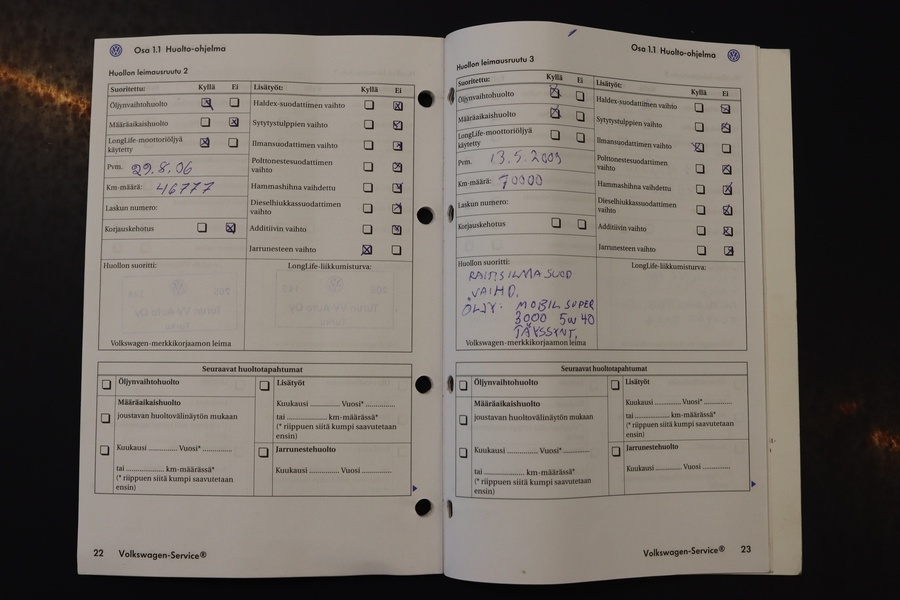 Osa 1.1 Huolto-ohjelma
Huollon leimausruutu 2
Suoritettu: Kyllä Ei
Öljynvaihtohuolto
Määräaikaishuolto
LongLife-moottoriöljyä
käytetty
Pvm. 29.8.06
Km-määrä: 46777
Laskun numero:
Korjauskehotus
Lisätyöt: Kyllä Ei
Haldex-suodattimen vaihto
Sytytystulppien vaihto
Ilmansuodattimen vaihto
Polttonestesuodattimen
vaihto
Hammashihna vaihdettu
Dieselhiukkassuodattimen
vaihto
Additiivin vaihto
Jarrunesteen vaihto
Huollon suoritti:
Volkswagen-merkkikorjaamon leima
LongLife-liikkumisturva:
Seuraavat huoltotapahtumat
Öljynvaihtohuolto
Määräaikaishuolto
joustavan huoltovälinäytön mukaan
Kuukausi ............ Vuosi* ............
tai ............... km-määrässä*
(* riippuen siitä kumpi saavutetaan
ensin)
Lisätyöt
Kuukausi ............ Vuosi* ............
tai ................ km-määrässä*
(* riippuen siitä kumpi saavutetaan
ensin)
Jarrunestehuolto
Kuukausi ............ Vuosi ............
22 Volkswagen-Service®
Osa 1.1 Huolto-ohjelma
Huollon leimausruutu 3
Suoritettu: Kyllä Ei
Öljynvaihtohuolto
Määräaikaishuolto
LongLife-moottoriöljyä
käytetty
Pvm. 13.5.2009
Km-määrä: 70000
Laskun numero:
Korjauskehotus
Lisätyöt: Kyllä Ei
Haldex-suodattimen vaihto
Sytytystulppien vaihto
Ilmansuodattimen vaihto
Polttonestesuodattimen
vaihto
Hammashihna vaihdettu
Dieselhiukkassuodattimen
vaihto
Additiivin vaihto
Jarrunesteen vaihto
Huollon suoritti:
RAITISILMASUOD
VAIHD.
ÖLJY: MOBIL SUPER
3000 5W40
TÄYSSYNT.
Volkswagen-merkkikorjaamon leima
LongLife-liikkumisturva:
Seuraavat huoltotapahtumat
Öljynvaihtohuolto
Määräaikaishuolto
joustavan huoltovälinäytön mukaan
Kuukausi ............ Vuosi* ............
tai ............... km-määrässä*
(* riippuen siitä kumpi saavutetaan
ensin)
Lisätyöt
Kuukausi ............ Vuosi* ............
tai ................ km-määrässä*
(* riippuen siitä kumpi saavutetaan
ensin)
Jarrunestehuolto
Kuukausi ............ Vuosi ............
Volkswagen-Service® 23